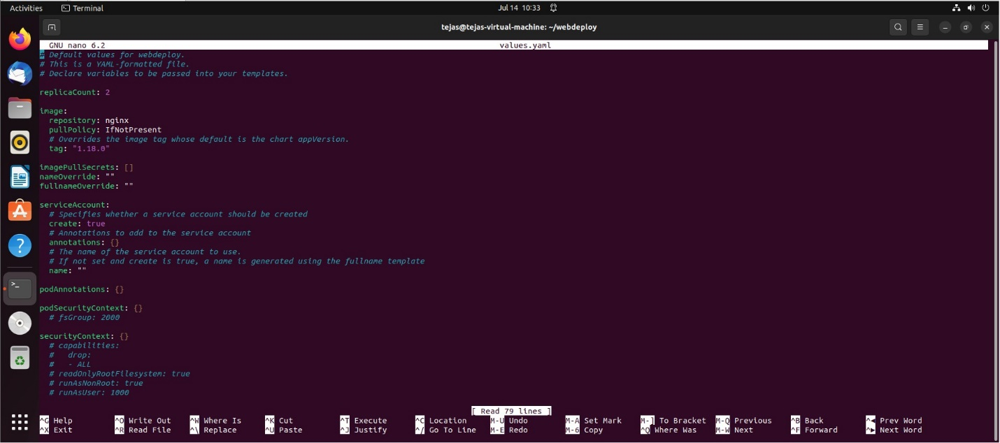 Activities Terminal Jul 14 10:33
tejas@tejas-virtual-machine: ~/webdeploy
GNU nano 6.2 values.yaml
# Default values for webdeploy.
# This is a YAML-formatted file.
# Declare variables to be passed into your templates.
replicaCount: 2
image:
  repository: nginx
  pullPolicy: IfNotPresent
  # Overrides the image tag whose default is the chart appVersion.
  tag: "1.18.0"
imagePullSecrets: []
nameOverride: ""
fullnameOverride: ""
serviceAccount:
  # Specifies whether a service account should be created
  create: true
  # Annotations to add to the service account
  annotations: {}
  # The name of the service account to use.
  # If not set and create is true, a name is generated using the fullname template
  name: ""
podAnnotations: {}
podSecurityContext: {}
  # fsGroup: 2000
securityContext: {}
  # capabilities:
  #   drop:
  #   - ALL
  # readOnlyRootFilesystem: true
  # runAsNonRoot: true
  # runAsUser: 1000
[ Read 79 lines ]
^G Help ^O Write Out ^W Where Is ^K Cut ^T Execute ^C Location M-U Undo M-A Set Mark M-] To Bracket M-Q Previous ^B Back ^◀ Prev Word
^X Exit ^R Read File ^\ Replace ^U Paste ^J Justify ^/ Go To Line M-E Redo M-6 Copy ^Q Where Was M-W Next ^F Forward ^▶ Next Word